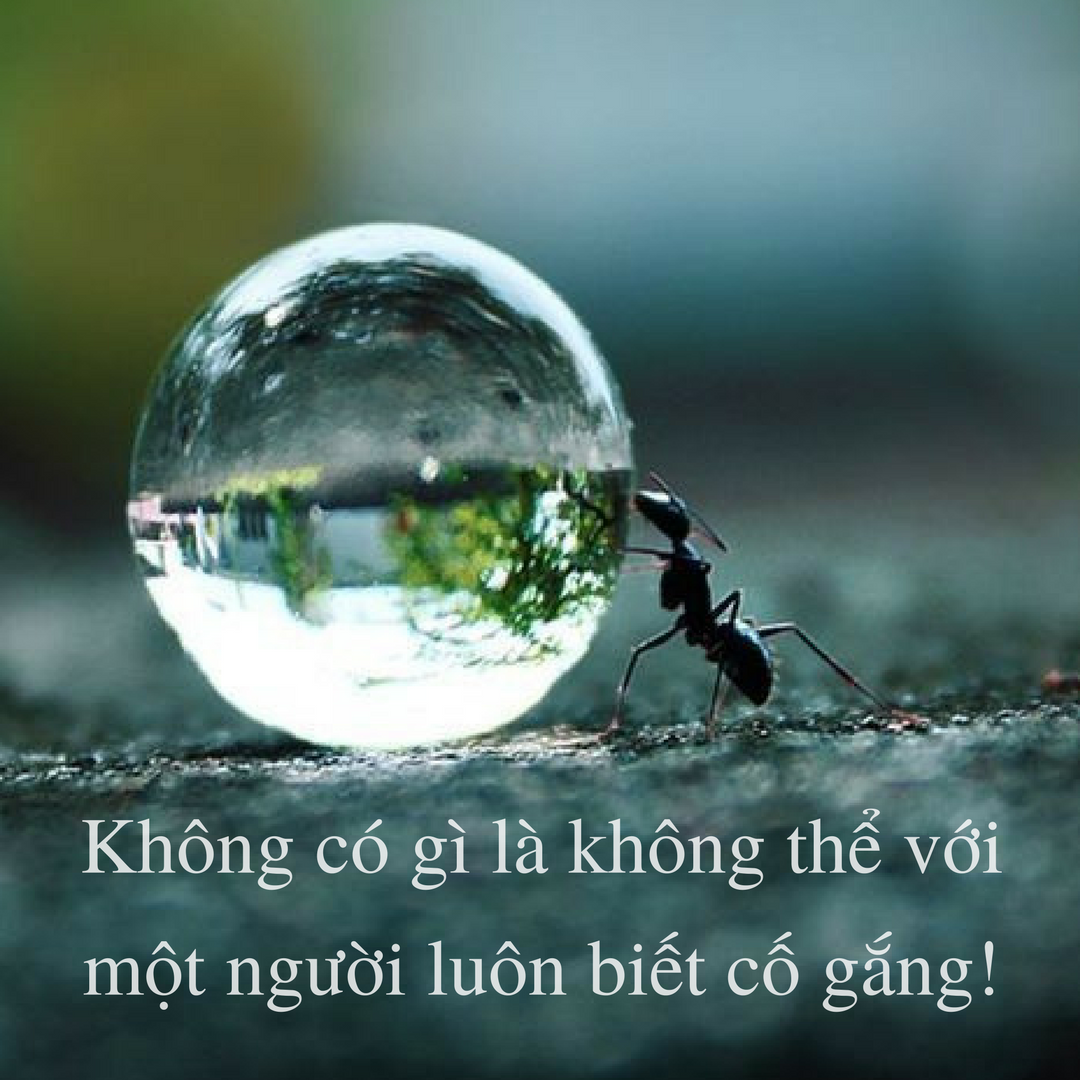 Không có gì là không thể với
một người luôn biết cố gắng!